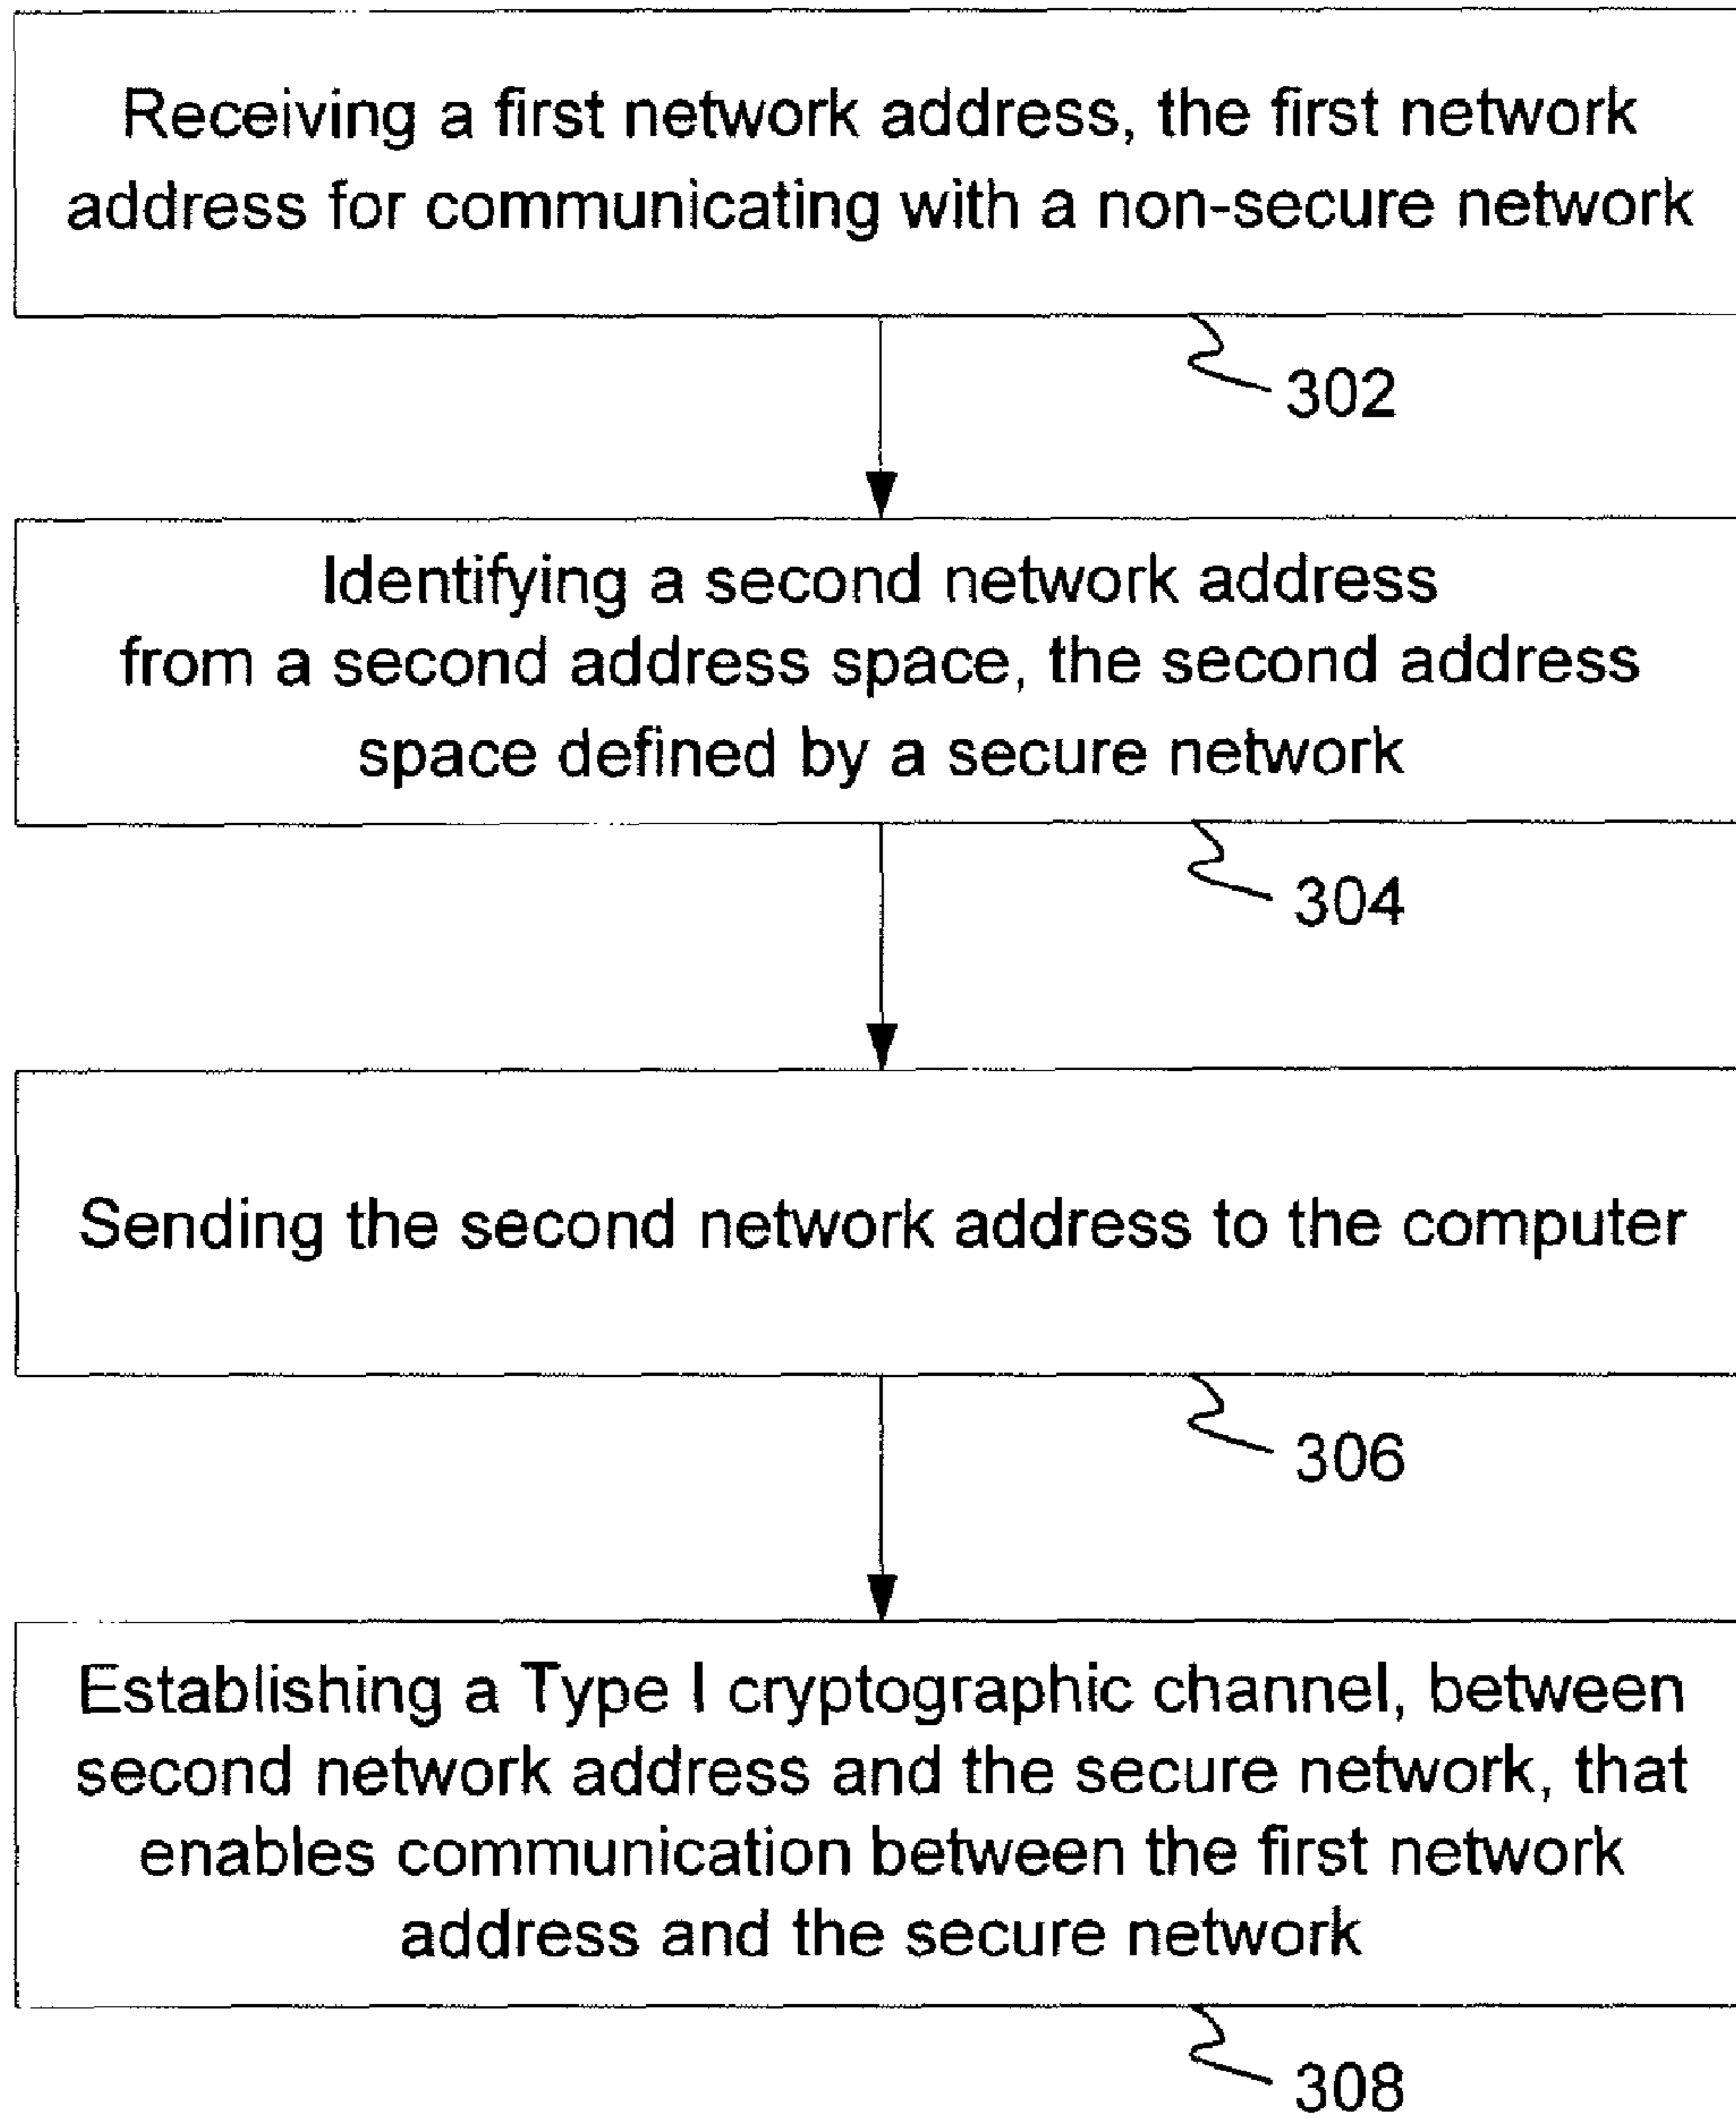 Receiving a first network address, the first network
address for communicating with a non-secure network
302
Identifying a second network address
from a second address space, the second address
space defined by a secure network
304
Sending the second network address to the computer
306
Establishing a Type I cryptographic channel, between
second network address and the secure network, that
enables communication between the first network
address and the secure network
308